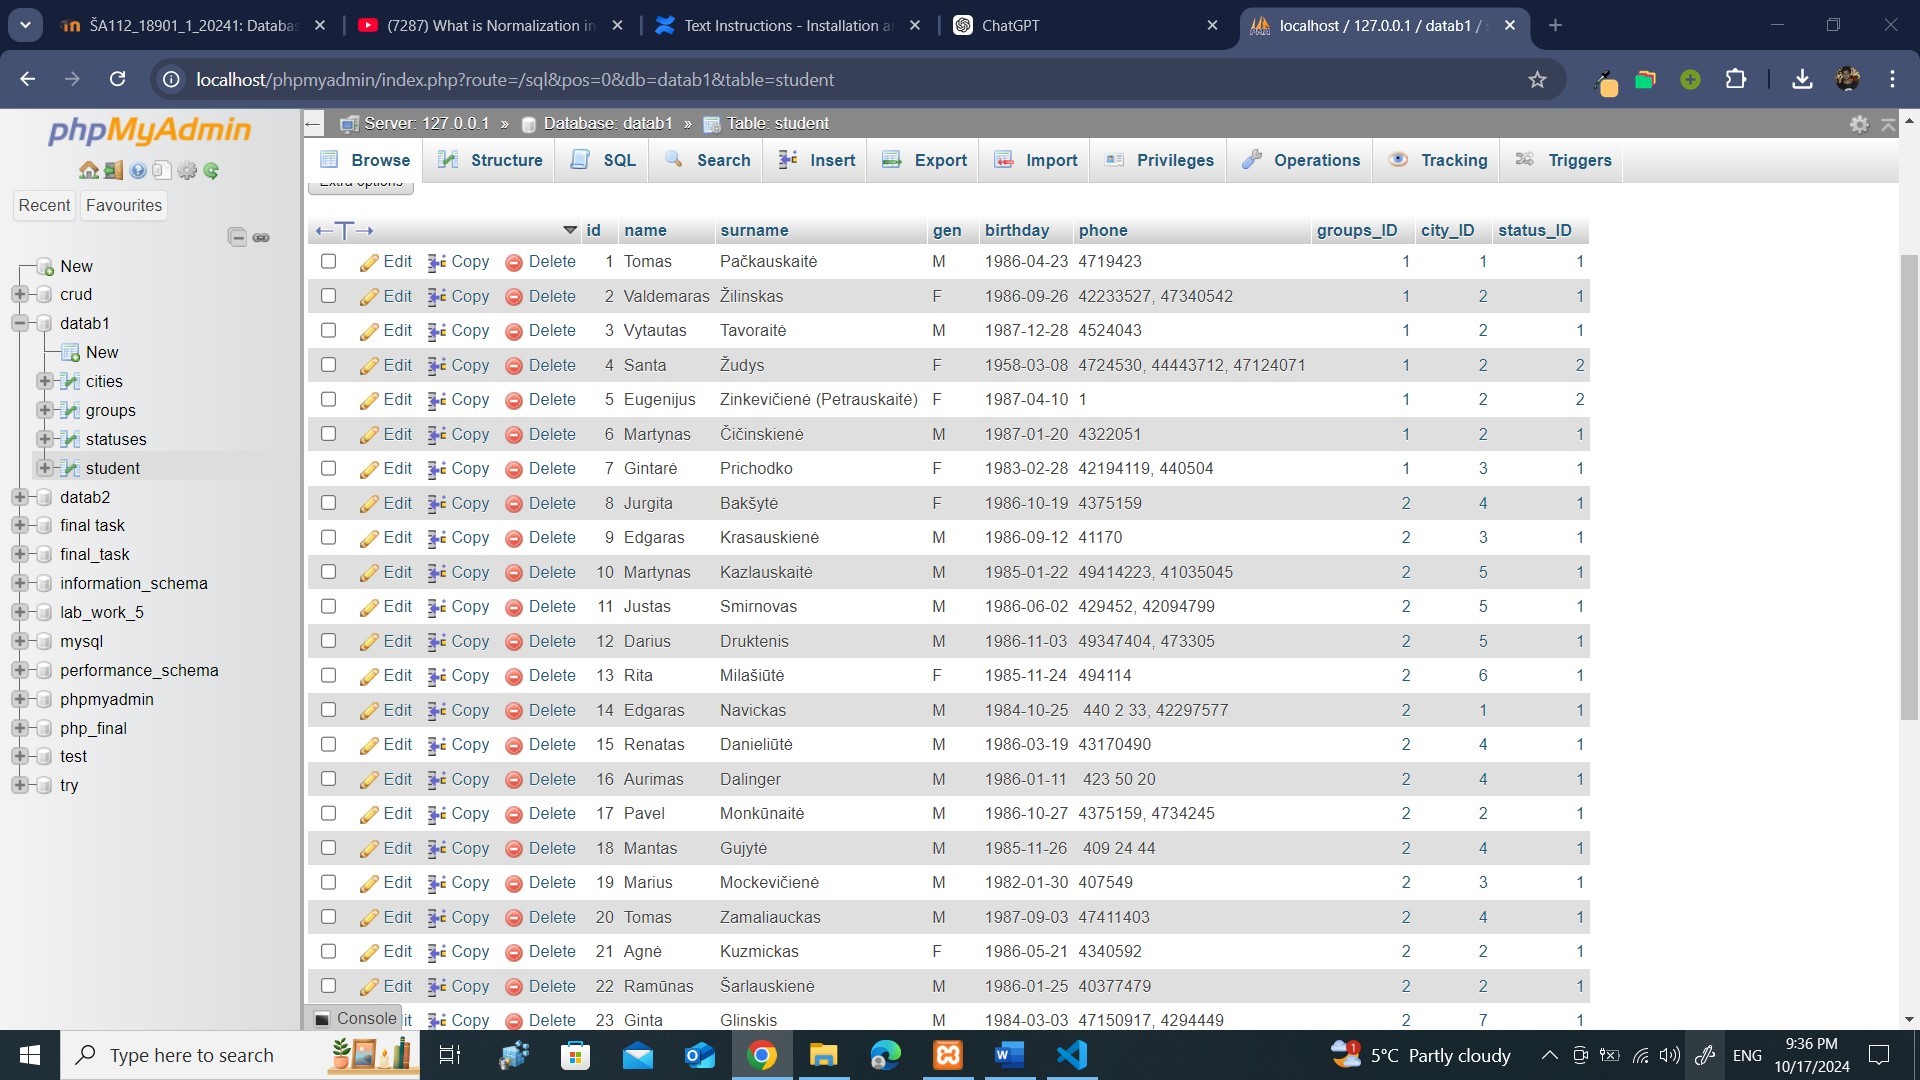 ŠA112_18901_1_20241: Databa
(7287) What is Normalization in
Text Instructions - Installation a
ChatGPT
localhost / 127.0.0.1 / datab1 / s
localhost/phpmyadmin/index.php?route=/sql&pos=0&db=datab1&table=student
phpMyAdmin
Recent Favourites
New
crud
datab1
New
cities
groups
statuses
student
datab2
final task
final_task
information_schema
lab_work_5
mysql
performance_schema
phpmyadmin
php_final
test
try
Server: 127.0.0.1 » Database: datab1 » Table: student
Browse Structure SQL Search Insert Export Import Privileges Operations Tracking Triggers
Extra options
id name surname gen birthday phone groups_ID city_ID status_ID
Edit Copy Delete 1 Tomas Pačkauskaitė M 1986-04-23 4719423 1 1 1
Edit Copy Delete 2 Valdemaras Žilinskas F 1986-09-26 42233527, 47340542 1 2 1
Edit Copy Delete 3 Vytautas Tavoraitė M 1987-12-28 4524043 1 2 1
Edit Copy Delete 4 Santa Žudys F 1958-03-08 4724530, 44443712, 47124071 1 2 2
Edit Copy Delete 5 Eugenijus Zinkevičienė (Petrauskaitė) F 1987-04-10 1 1 2 2
Edit Copy Delete 6 Martynas Čičinskienė M 1987-01-20 4322051 1 2 1
Edit Copy Delete 7 Gintarė Prichodko F 1983-02-28 42194119, 440504 1 3 1
Edit Copy Delete 8 Jurgita Bakšytė F 1986-10-19 4375159 2 4 1
Edit Copy Delete 9 Edgaras Krasauskienė M 1986-09-12 41170 2 3 1
Edit Copy Delete 10 Martynas Kazlauskaitė M 1985-01-22 49414223, 41035045 2 5 1
Edit Copy Delete 11 Justas Smirnovas M 1986-06-02 429452, 42094799 2 5 1
Edit Copy Delete 12 Darius Druktenis M 1986-11-03 49347404, 473305 2 5 1
Edit Copy Delete 13 Rita Milašiūtė F 1985-11-24 494114 2 6 1
Edit Copy Delete 14 Edgaras Navickas M 1984-10-25 440 2 33, 42297577 2 1 1
Edit Copy Delete 15 Renatas Danieliūtė M 1986-03-19 43170490 2 4 1
Edit Copy Delete 16 Aurimas Dalinger M 1986-01-11 423 50 20 2 4 1
Edit Copy Delete 17 Pavel Monkūnaitė M 1986-10-27 4375159, 4734245 2 2 1
Edit Copy Delete 18 Mantas Gujytė M 1985-11-26 409 24 44 2 4 1
Edit Copy Delete 19 Marius Mockevičienė M 1982-01-30 407549 2 3 1
Edit Copy Delete 20 Tomas Zamaliauckas M 1987-09-03 47411403 2 4 1
Edit Copy Delete 21 Agnė Kuzmickas F 1986-05-21 4340592 2 2 1
Edit Copy Delete 22 Ramūnas Šarlauskienė M 1986-01-25 40377479 2 2 1
Console it Copy Delete 23 Ginta Glinskis M 1984-03-03 47150917, 4294449 2 7 1
Type here to search
1 5°C Partly cloudy ENG
9:36 PM
10/17/2024